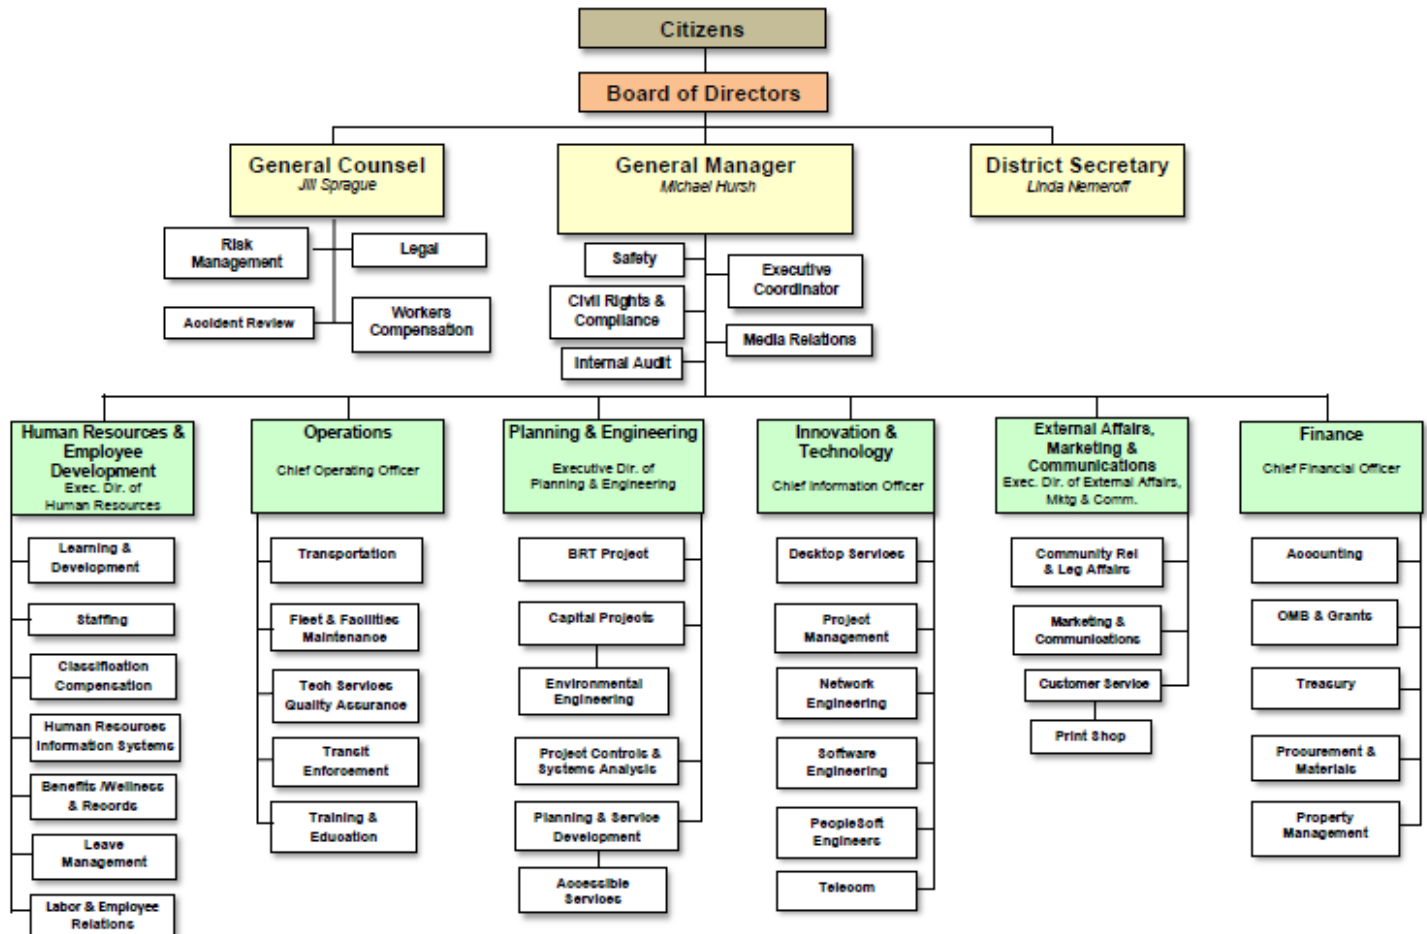 Citizens
Board of Directors
General Counsel
Jill Sprague
General Manager
Michael Hursh
District Secretary
Linda Nemeroff
Risk
Management
Legal
Accident Review
Workers
Compensation
Safety
Executive
Coordinator
Civil Rights &
Compliance
Media Relations
Internal Audit
Human Resources &
Employee
Development
Exec. Dir. of
Human Resources
Operations
Chief Operating Officer
Planning & Engineering
Executive Dir. of
Planning & Engineering
Innovation &
Technology
Chief Information Officer
External Affairs,
Marketing &
Communications
Exec. Dir. of External Affairs,
Mktg & Comm.
Finance
Chief Financial Officer
Learning &
Development
Staffing
Classification
Compensation
Human Resources
Information Systems
Benefits /Wellness
& Records
Leave
Management
Labor & Employee
Relations
Transportation
Fleet & Facilities
Maintenance
Tech Services
Quality Assurance
Transit
Enforcement
Training &
Education
BRT Project
Capital Projects
Environmental
Engineering
Project Controls &
Systems Analysis
Planning & Service
Development
Accessible
Services
Desktop Services
Project
Management
Network
Engineering
Software
Engineering
PeopleSoft
Engineers
Telecom
Community Rel
& Leg Affairs
Marketing &
Communications
Customer Service
Print Shop
Accounting
OMB & Grants
Treasury
Procurement &
Materials
Property
Management